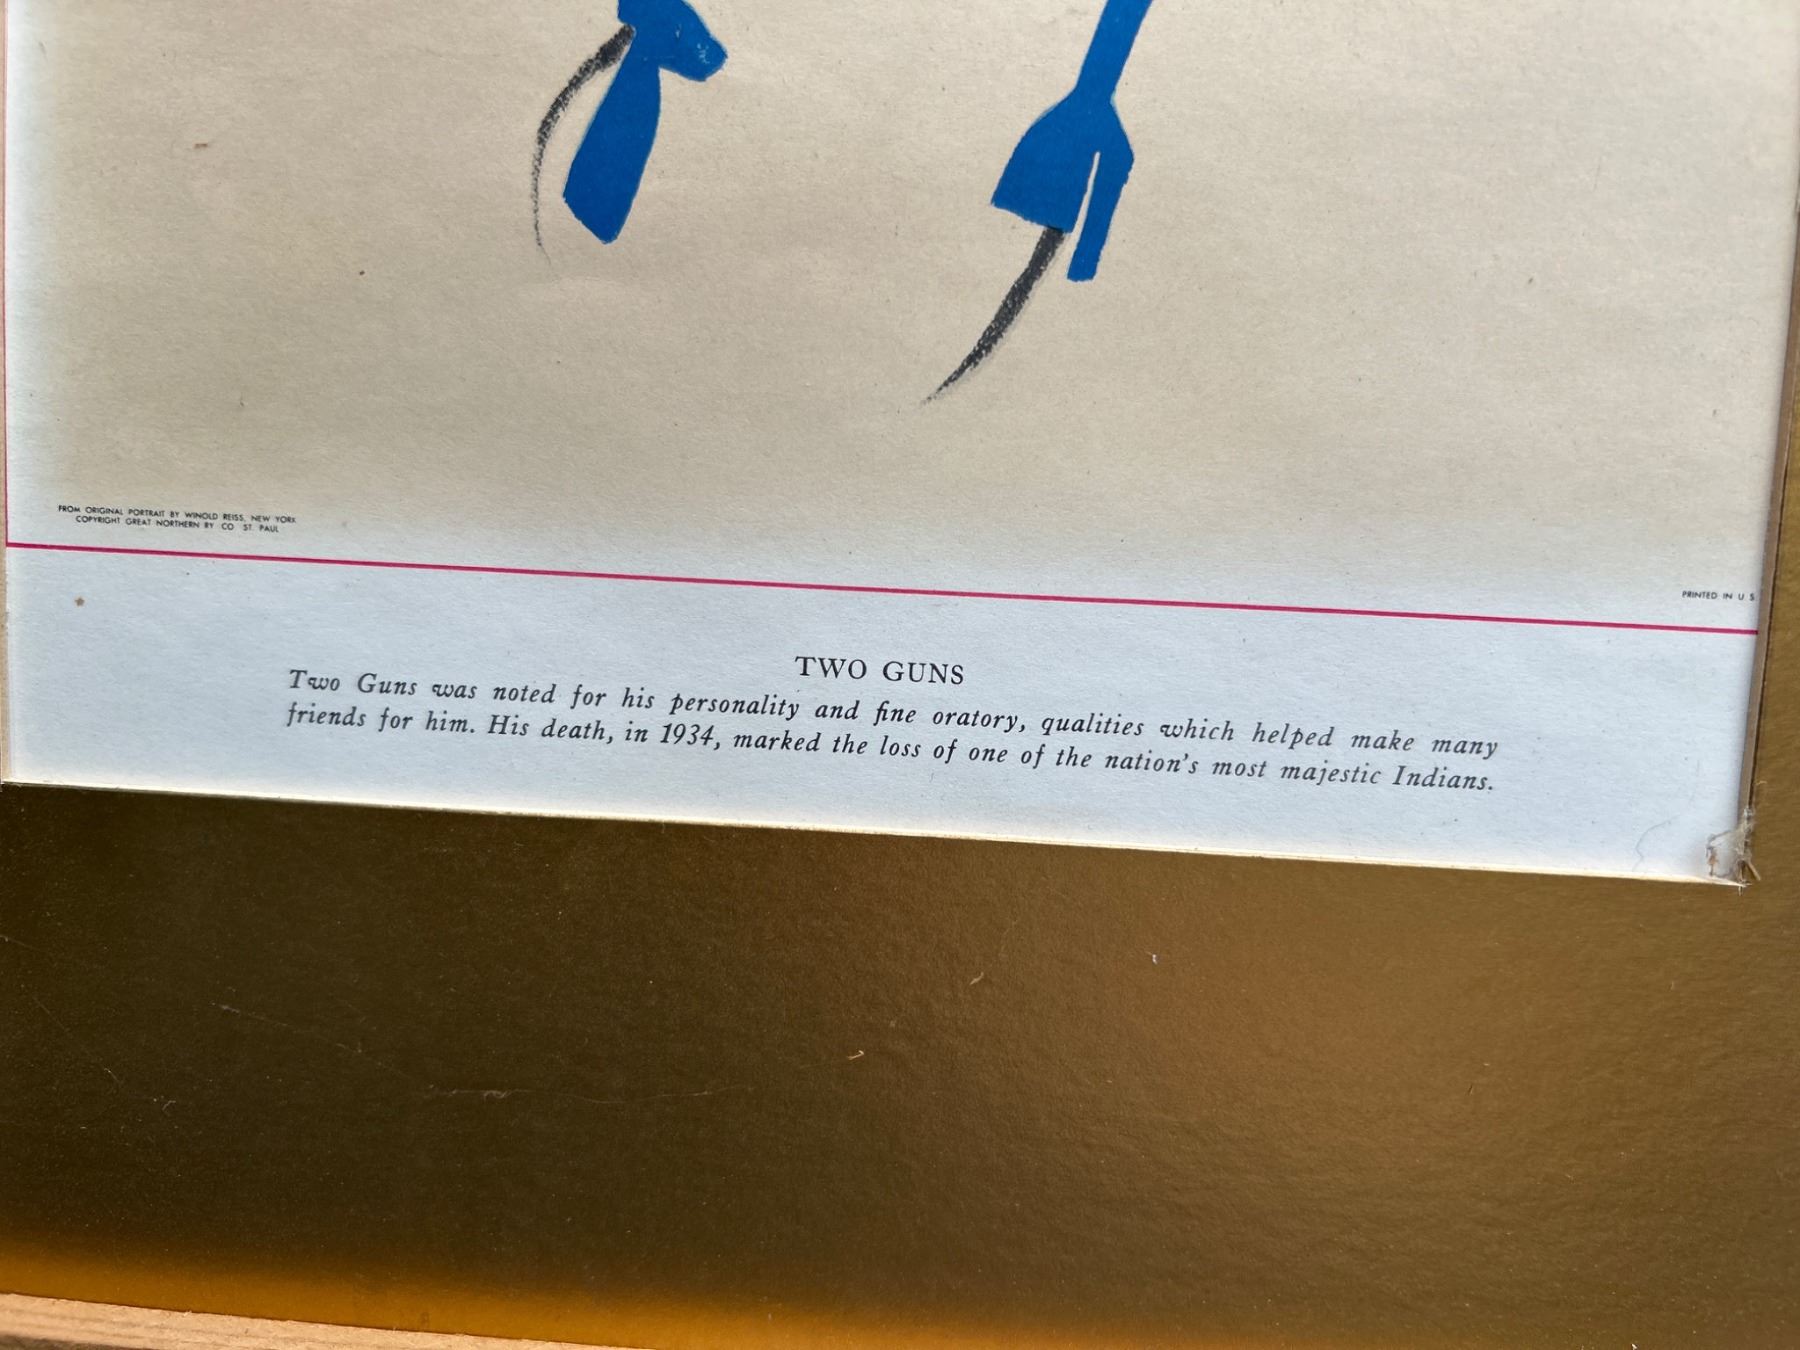 FROM ORIGINAL PORTRAIT BY WINOLD REISS, NEW YORK
COPYRIGHT GREAT NORTHERN RY CO ST. PAUL
PRINTED IN U S
TWO GUNS
Two Guns was noted for his personality and fine oratory, qualities which helped make many
friends for him. His death, in 1934, marked the loss of one of the nation's most majestic Indians.